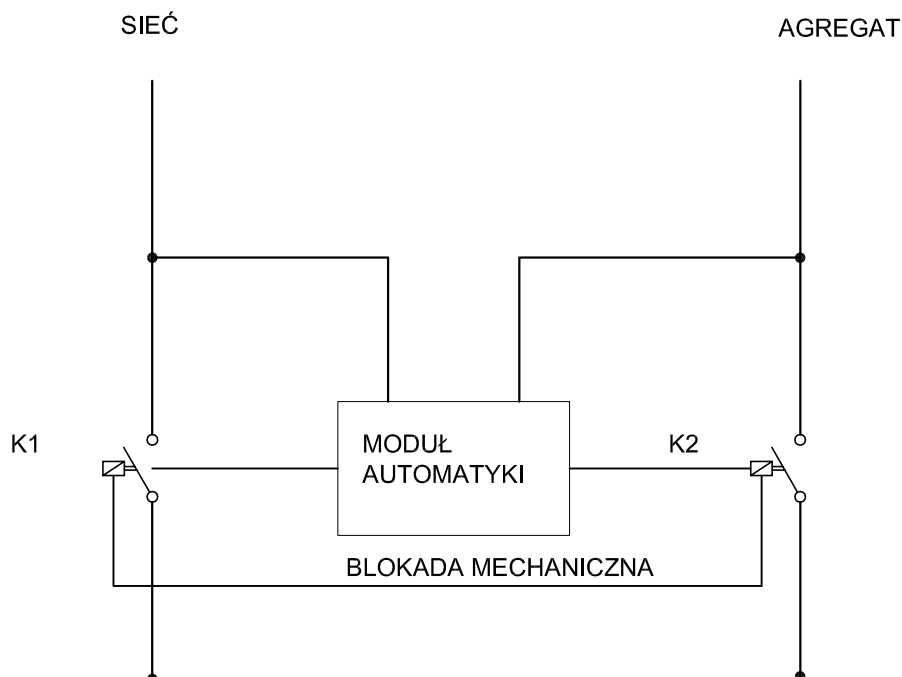 SIEĆ
AGREGAT
K1
MODUŁ
AUTOMATYKI
K2
BLOKADA MECHANICZNA